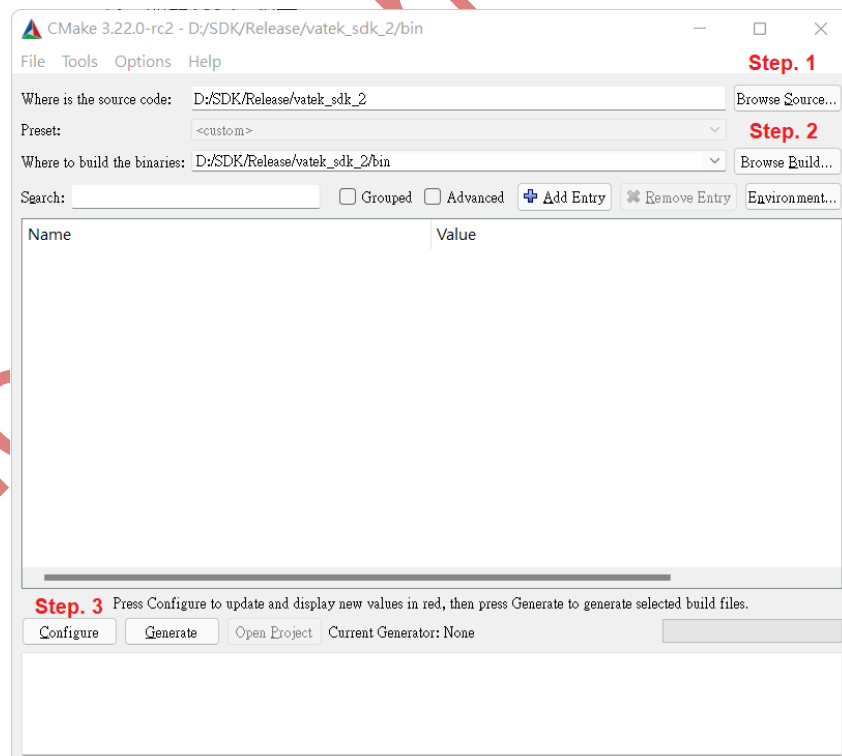 CMake 3.22.0-rc2 - D:/SDK/Release/vatek_sdk_2/bin
File Tools Options Help
Step. 1
Where is the source code: D:/SDK/Release/vatek_sdk_2 Browse Source...
Preset: <custom> Step. 2
Where to build the binaries: D:/SDK/Release/vatek_sdk_2/bin Browse Build...
Search: Grouped Advanced Add Entry Remove Entry Environment...
Name Value
Step. 3 Press Configure to update and display new values in red, then press Generate to generate selected build files.
Configure Generate Open Project Current Generator: None